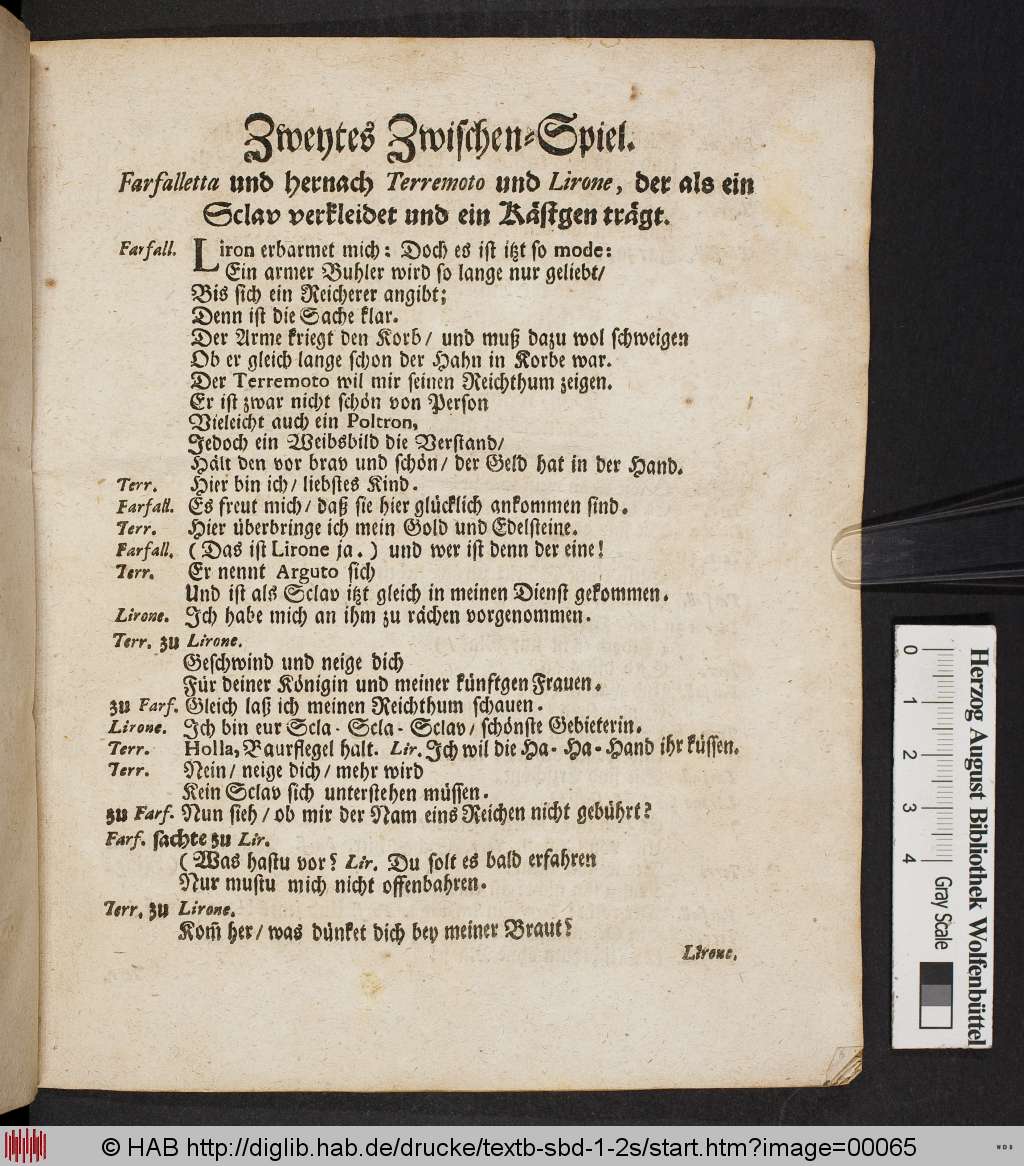 Zweytes Zwischen-Spiel.
Farfalletta und hernach Terremoto und Lirone, der als ein
Sclav verkleidet und ein Kästgen trägt.
Farfall. Liron erbarmet mich: Doch es ist itzt so mode:
Ein armer Buhler wird so lange nur geliebt/
Bis sich ein Reicherer angibt;
Denn ist die Sache klar.
Der Arme kriegt den Korb/ und muß dazu wol schweigen
Ob er gleich lange schon der Hahn in Korbe war.
Der Terremoto wil mir seinen Reichthum zeigen.
Er ist zwar nicht schön von Person
Vieleicht auch ein Poltron,
Jedoch ein Weibsbild die Verstand/
Hält den vor brav und schön/ der Geld hat in der Hand.
Terr. Hier bin ich/ liebstes Kind.
Farfall. Es freut mich/ daß sie hier glücklich ankommen sind.
Terr. Hier überbringe ich mein Gold und Edelsteine.
Farfall. (Das ist Lirone ja.) und wer ist denn der eine!
Terr. Er nennt Arguto sich
Und ist als Sclav itzt gleich in meinen Dienst gekommen.
Lirone. Ich habe mich an ihm zu rächen vorgenommen.
Terr. zu Lirone.
Geschwind und neige dich
Für deiner Königin und meiner künftgen Frauen.
zu Farf. Gleich laß ich meinen Reichthum schauen.
Lirone. Ich bin eur Scla- Scla- Sclav/ schönste Gebieterin.
Terr. Holla, Baurflegel halt. Lir. Ich wil die Ha- Ha- Hand ihr küssen.
Terr. Nein/ neige dich/ mehr wird
Kein Sclav sich unterstehen müssen.
zu Farf. Nun sieh/ ob mir der Nam eins Reichen nicht gebührt?
Farf. sachte zu Lir.
(Was hastu vor? Lir. Du solt es bald erfahren
Nur mustu mich nicht offenbahren.
Terr. zu Lirone.
Kom̃ her/ was dünket dich bey meiner Braut?
Lirone.
0 1 2 3 4
Gray Scale
Herzog August Bibliothek Wolfenbüttel
© HAB http://diglib.hab.de/drucke/textb-sbd-1-2s/start.htm?image=00065